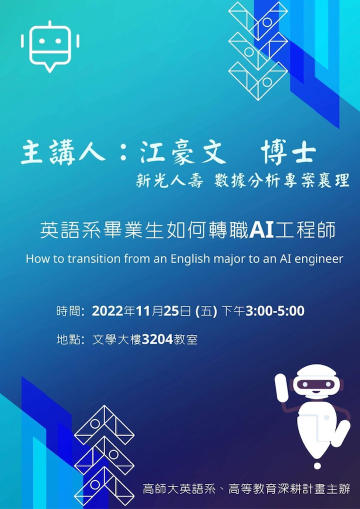 主講人：江豪文　博士
新光人壽 數據分析專案襄理
英語系畢業生如何轉職AI工程師
How to transition from an English major to an AI engineer
時間: 2022年11月25日 (五) 下午3:00-5:00
地點: 文學大樓3204教室
高師大英語系、高等教育深耕計畫主辦